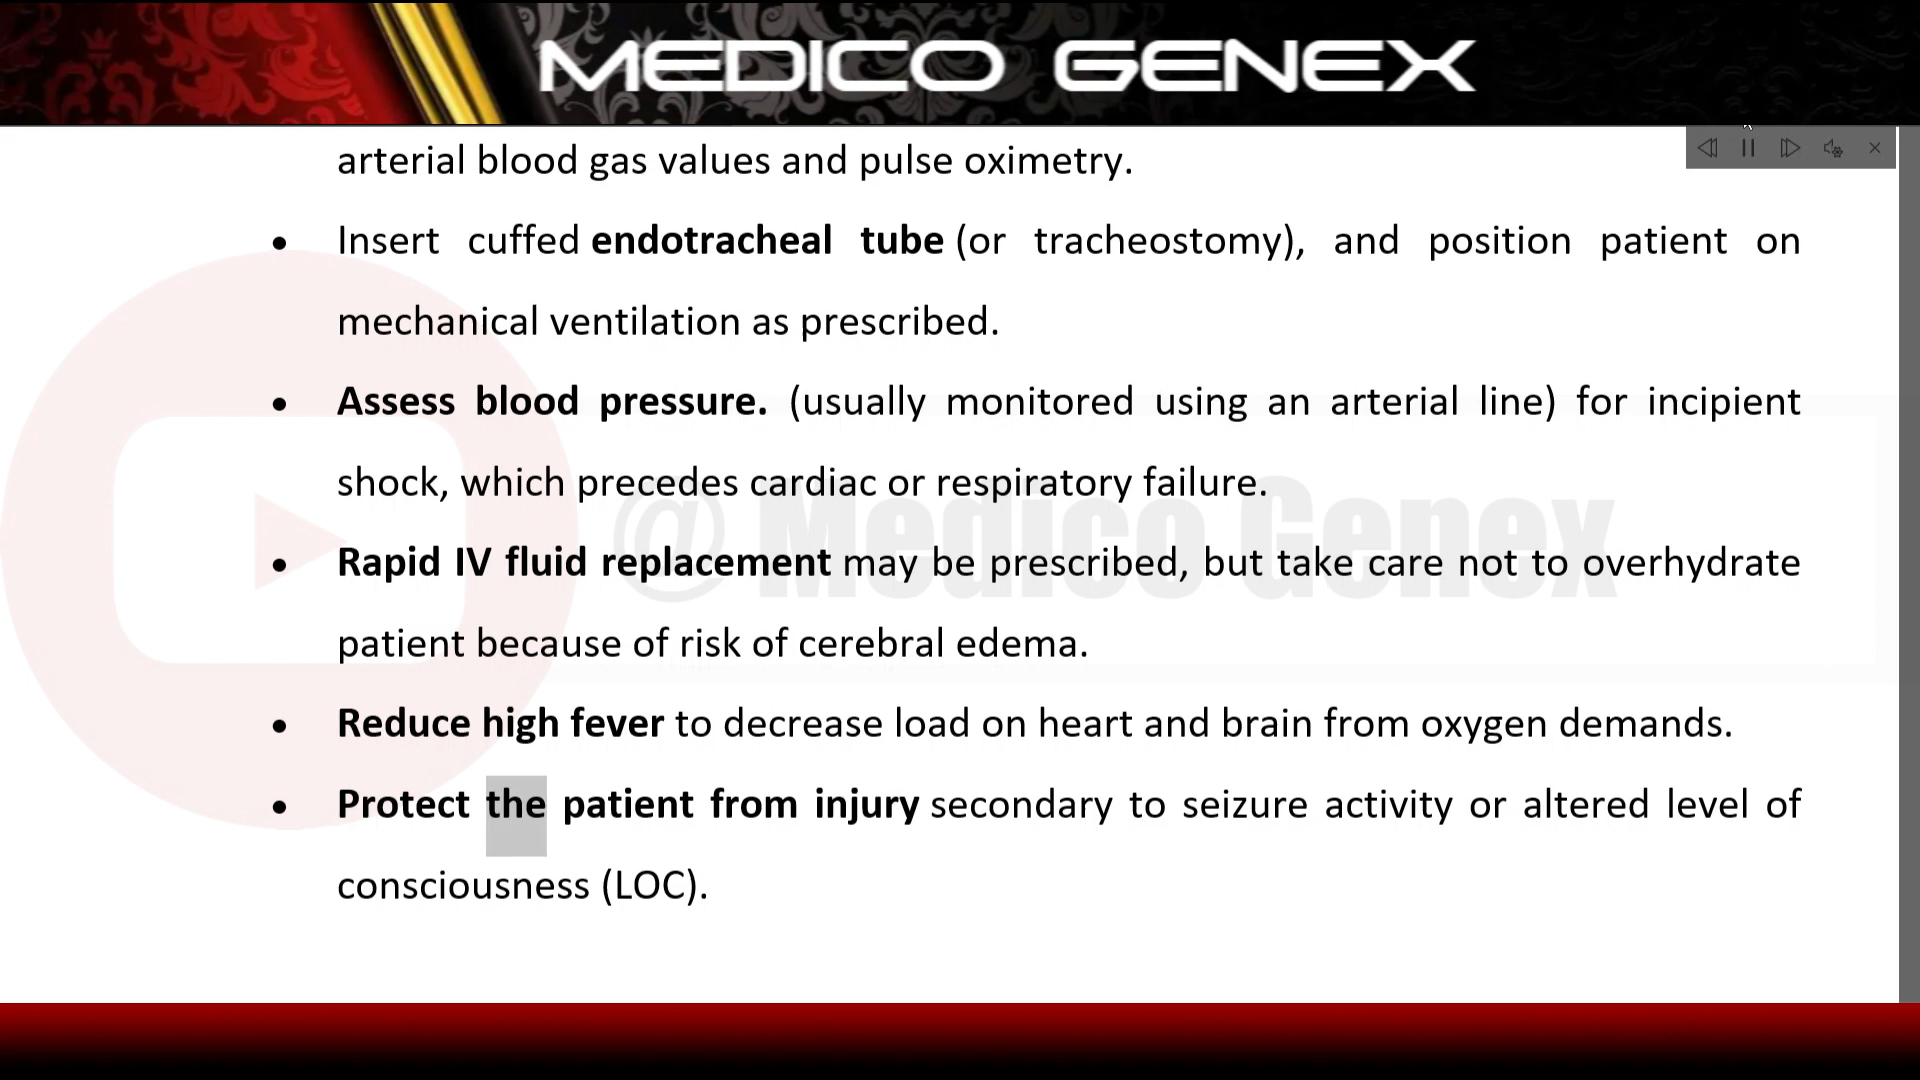 MEDICO GENEX
arterial blood gas values and pulse oximetry.
• Insert cuffed endotracheal tube (or tracheostomy), and position patient on
mechanical ventilation as prescribed.
• Assess blood pressure. (usually monitored using an arterial line) for incipient
shock, which precedes cardiac or respiratory failure.
@ Medico Genex
• Rapid IV fluid replacement may be prescribed, but take care not to overhydrate
patient because of risk of cerebral edema.
• Reduce high fever to decrease load on heart and brain from oxygen demands.
• Protect the patient from injury secondary to seizure activity or altered level of
consciousness (LOC).